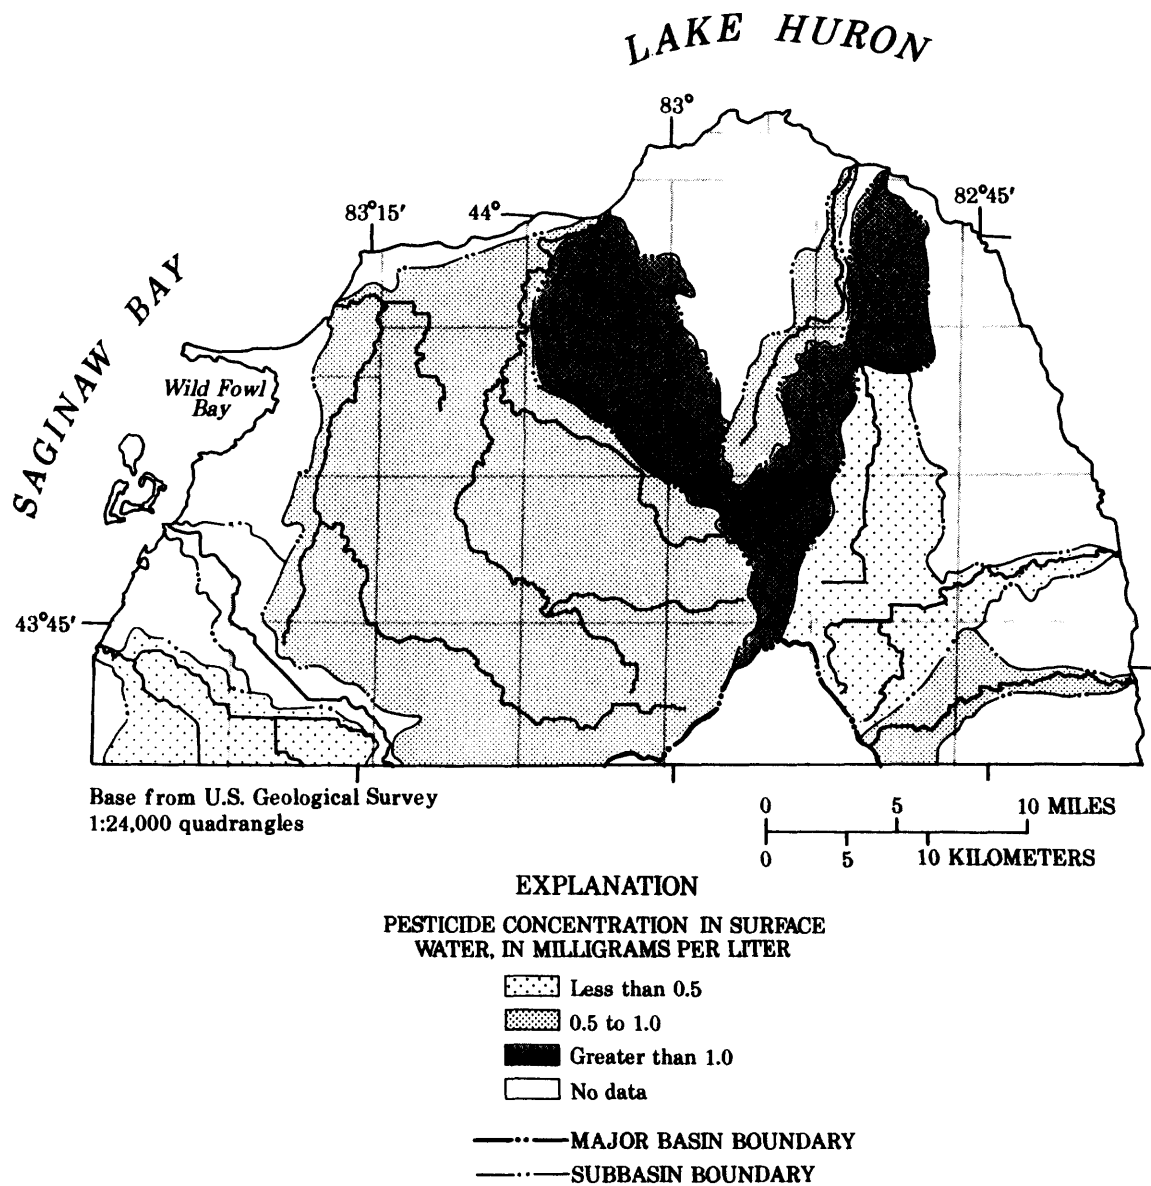 LAKE HURON
83°
82°45'
83°15'
44°
SAGINAW BAY
Wild Fowl
Bay
43°45'
Base from U.S. Geological Survey
1:24,000 quadrangles
0 5 10 MILES
0 5 10 KILOMETERS
EXPLANATION
PESTICIDE CONCENTRATION IN SURFACE
WATER, IN MILLIGRAMS PER LITER
Less than 0.5
0.5 to 1.0
Greater than 1.0
No data
MAJOR BASIN BOUNDARY
SUBBASIN BOUNDARY